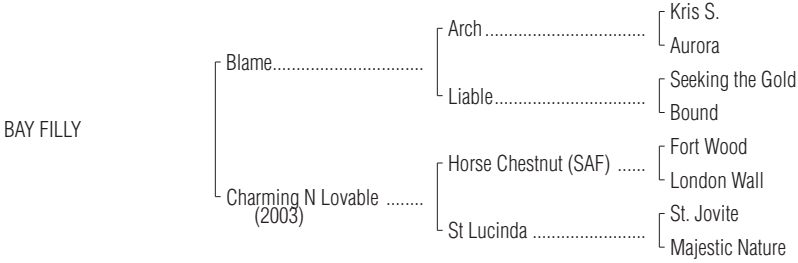 Kris S.
Arch..................................
Aurora
Blame................................
Seeking the Gold
Liable................................
Bound
BAY FILLY
Fort Wood
Horse Chestnut (SAF) ......
London Wall
Charming N Lovable ........
(2003)
St. Jovite
St Lucinda ........................
Majestic Nature